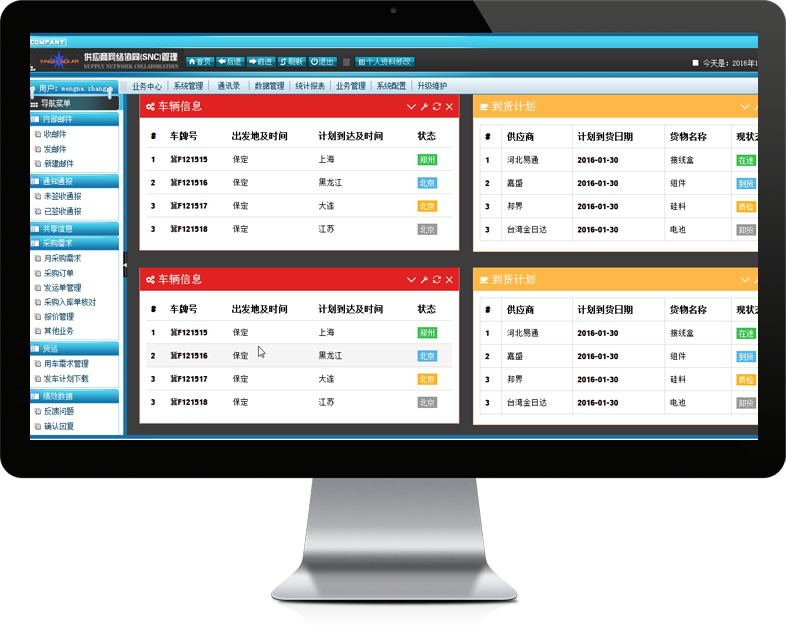 COMPANY
YINGLI SOLAR
供应商网络协同(SNC)管理
SUPPLY NETWORK COLLABORATION
首页 后退 前进 刷新 退出 个人资料修改
今天是: 2016年1
用户: mengna zhang
业务中心 系统管理 通讯录 数据管理 统计报表 业务管理 系统配置 升级维护
导航菜单
内部邮件
收邮件
发邮件
新建邮件
通知通报
未签收通报
已签收通报
共享信息
采购需求
月采购需求
采购订单
发运单管理
采购入库单核对
报价管理
其他业务
货运
用车需求管理
发车计划下载
绩效数据
反馈问题
确认回复
车辆信息
# 车牌号 出发地及时间 计划到达及时间 状态
1 冀F121515 保定 上海 郑州
2 冀F121516 保定 黑龙江 北京
3 冀F121517 保定 大连 北京
3 冀F121518 保定 江苏 北京
到货计划
# 供应商 计划到货日期 货物名称 现状
1 河北易通 2016-01-30 接线盒 在途
2 嘉盛 2016-01-30 组件 到货
3 邦界 2016-01-30 硅料 质检
3 台湾金日达 2016-01-30 电池 卸货
车辆信息
# 车牌号 出发地及时间 计划到达及时间 状态
1 冀F121515 保定 上海 郑州
2 冀F121516 保定 黑龙江 北京
3 冀F121517 保定 大连 北京
3 冀F121518 保定 江苏 北京
到货计划
# 供应商 计划到货日期 货物名称 现状
1 河北易通 2016-01-30 接线盒 在途
2 嘉盛 2016-01-30 组件 到货
3 邦界 2016-01-30 硅料 质检
3 台湾金日达 2016-01-30 电池 卸货